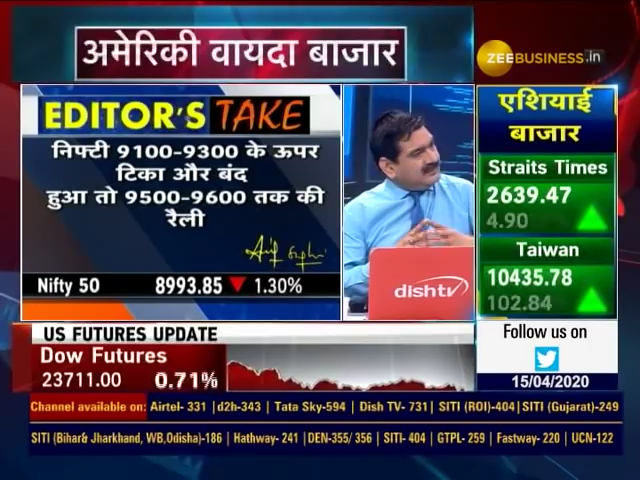 अमेरिकी वायदा बाजार
ZEEBUSINESS.in
EDITOR'S TAKE
निफ्टी 9100-9300 के ऊपर
टिका और बंद
हुआ तो 9500-9600 तक की
रैली
Nifty 50 8993.85 1.30%
dishtv
एशियाई
बाजार
Straits Times
2639.47
4.90
Taiwan
10435.78
102.84
US FUTURES UPDATE
Dow Futures
23711.00 0.71%
Follow us on
15/04/2020
Channel available on: Airtel- 331 |d2h-343 | Tata Sky-594 | Dish TV- 731| SITI (ROI)-404|SITI (Gujarat)-249
SITI (Bihar& Jharkhand, WB,Odisha)-186 | Hathway- 241 |DEN-355/ 356 | SITI- 404 | GTPL- 259 | Fastway- 220 | UCN-122